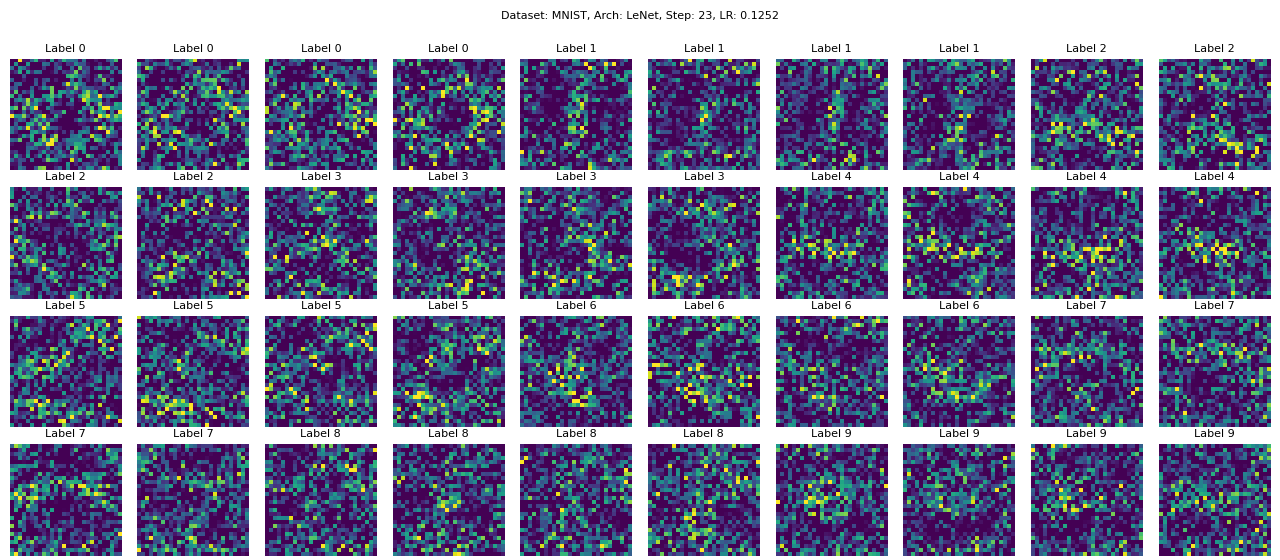 Dataset: MNIST, Arch: LeNet, Step: 23, LR: 0.1252
Label 0 Label 0 Label 0 Label 0 Label 1 Label 1 Label 1 Label 1 Label 2 Label 2
Label 2 Label 2 Label 3 Label 3 Label 3 Label 3 Label 4 Label 4 Label 4 Label 4
Label 5 Label 5 Label 5 Label 5 Label 6 Label 6 Label 6 Label 6 Label 7 Label 7
Label 7 Label 7 Label 8 Label 8 Label 8 Label 8 Label 9 Label 9 Label 9 Label 9